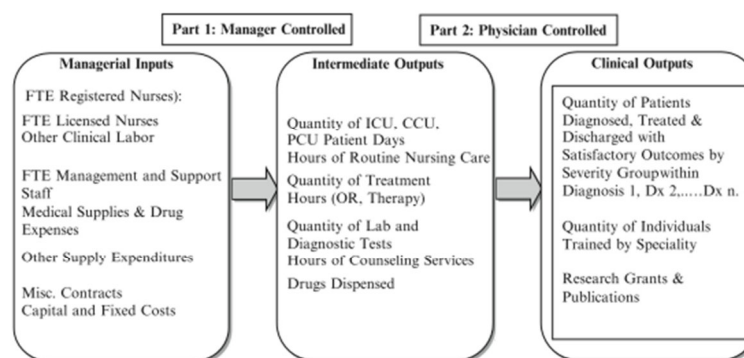 Part 1: Manager Controlled
Part 2: Physician Controlled
Managerial Inputs
FTE Registered Nurses):
FTE Licensed Nurses
Other Clinical Labor
FTE Management and Support
Staff
Medical Supplies & Drug
Expenses
Other Supply Expenditures
Misc. Contracts
Capital and Fixed Costs
Intermediate Outputs
Quantity of ICU, CCU,
PCU Patient Days
Hours of Routine Nursing Care
Quantity of Treatment
Hours (OR, Therapy)
Quantity of Lab and
Diagnostic Tests
Hours of Counseling Services
Drugs Dispensed
Clinical Outputs
Quantity of Patients
Diagnosed, Treated &
Discharged with
Satisfactory Outcomes by
Severity Groupwithin
Diagnosis 1, Dx 2,.....Dx n.
Quantity of Individuals
Trained by Speciality
Research Grants &
Publications